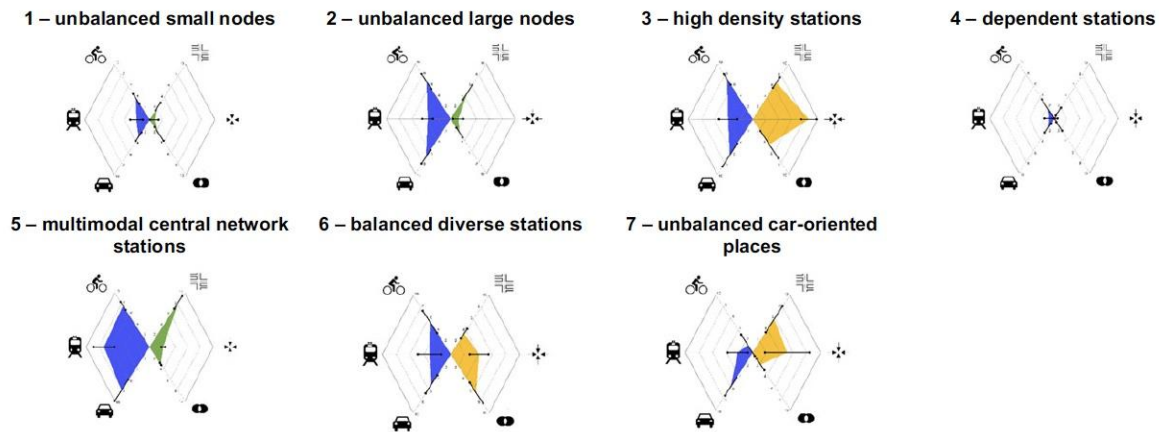 1 – unbalanced small nodes
2 – unbalanced large nodes
3 – high density stations
4 – dependent stations
5 – multimodal central network
stations
6 – balanced diverse stations
7 – unbalanced car-oriented
places